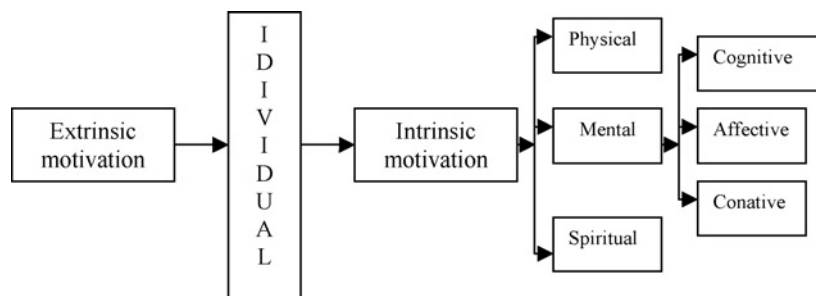 Extrinsic
motivation
I
D
I
V
I
D
U
A
L
Intrinsic
motivation
Physical
Mental
Spiritual
Cognitive
Affective
Conative